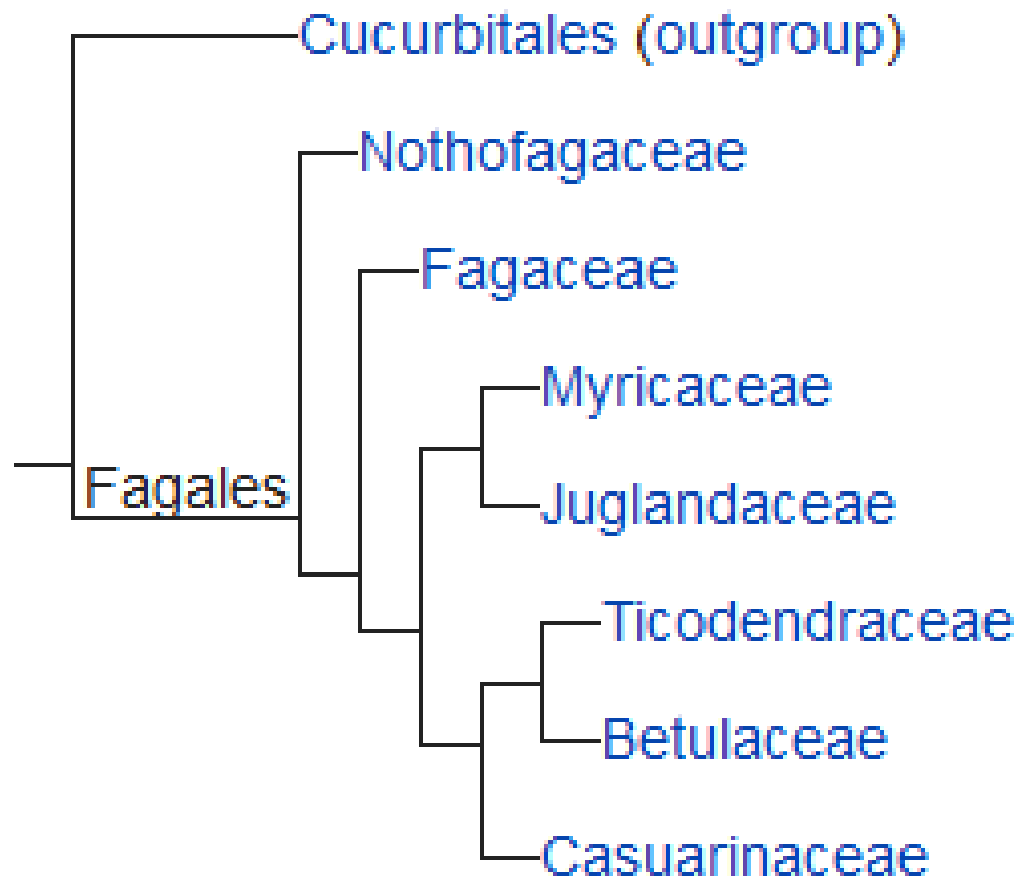 Cucurbitales (outgroup)
Nothofagaceae
Fagaceae
Myricaceae
Fagales
Juglandaceae
Ticodendraceae
Betulaceae
Casuarinaceae